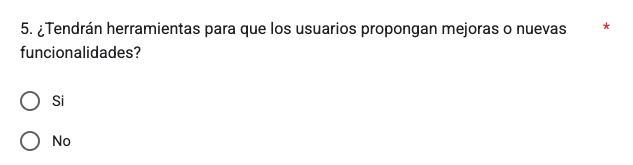 5. ¿Tendrán herramientas para que los usuarios propongan mejoras o nuevas *
funcionalidades?
Si
No